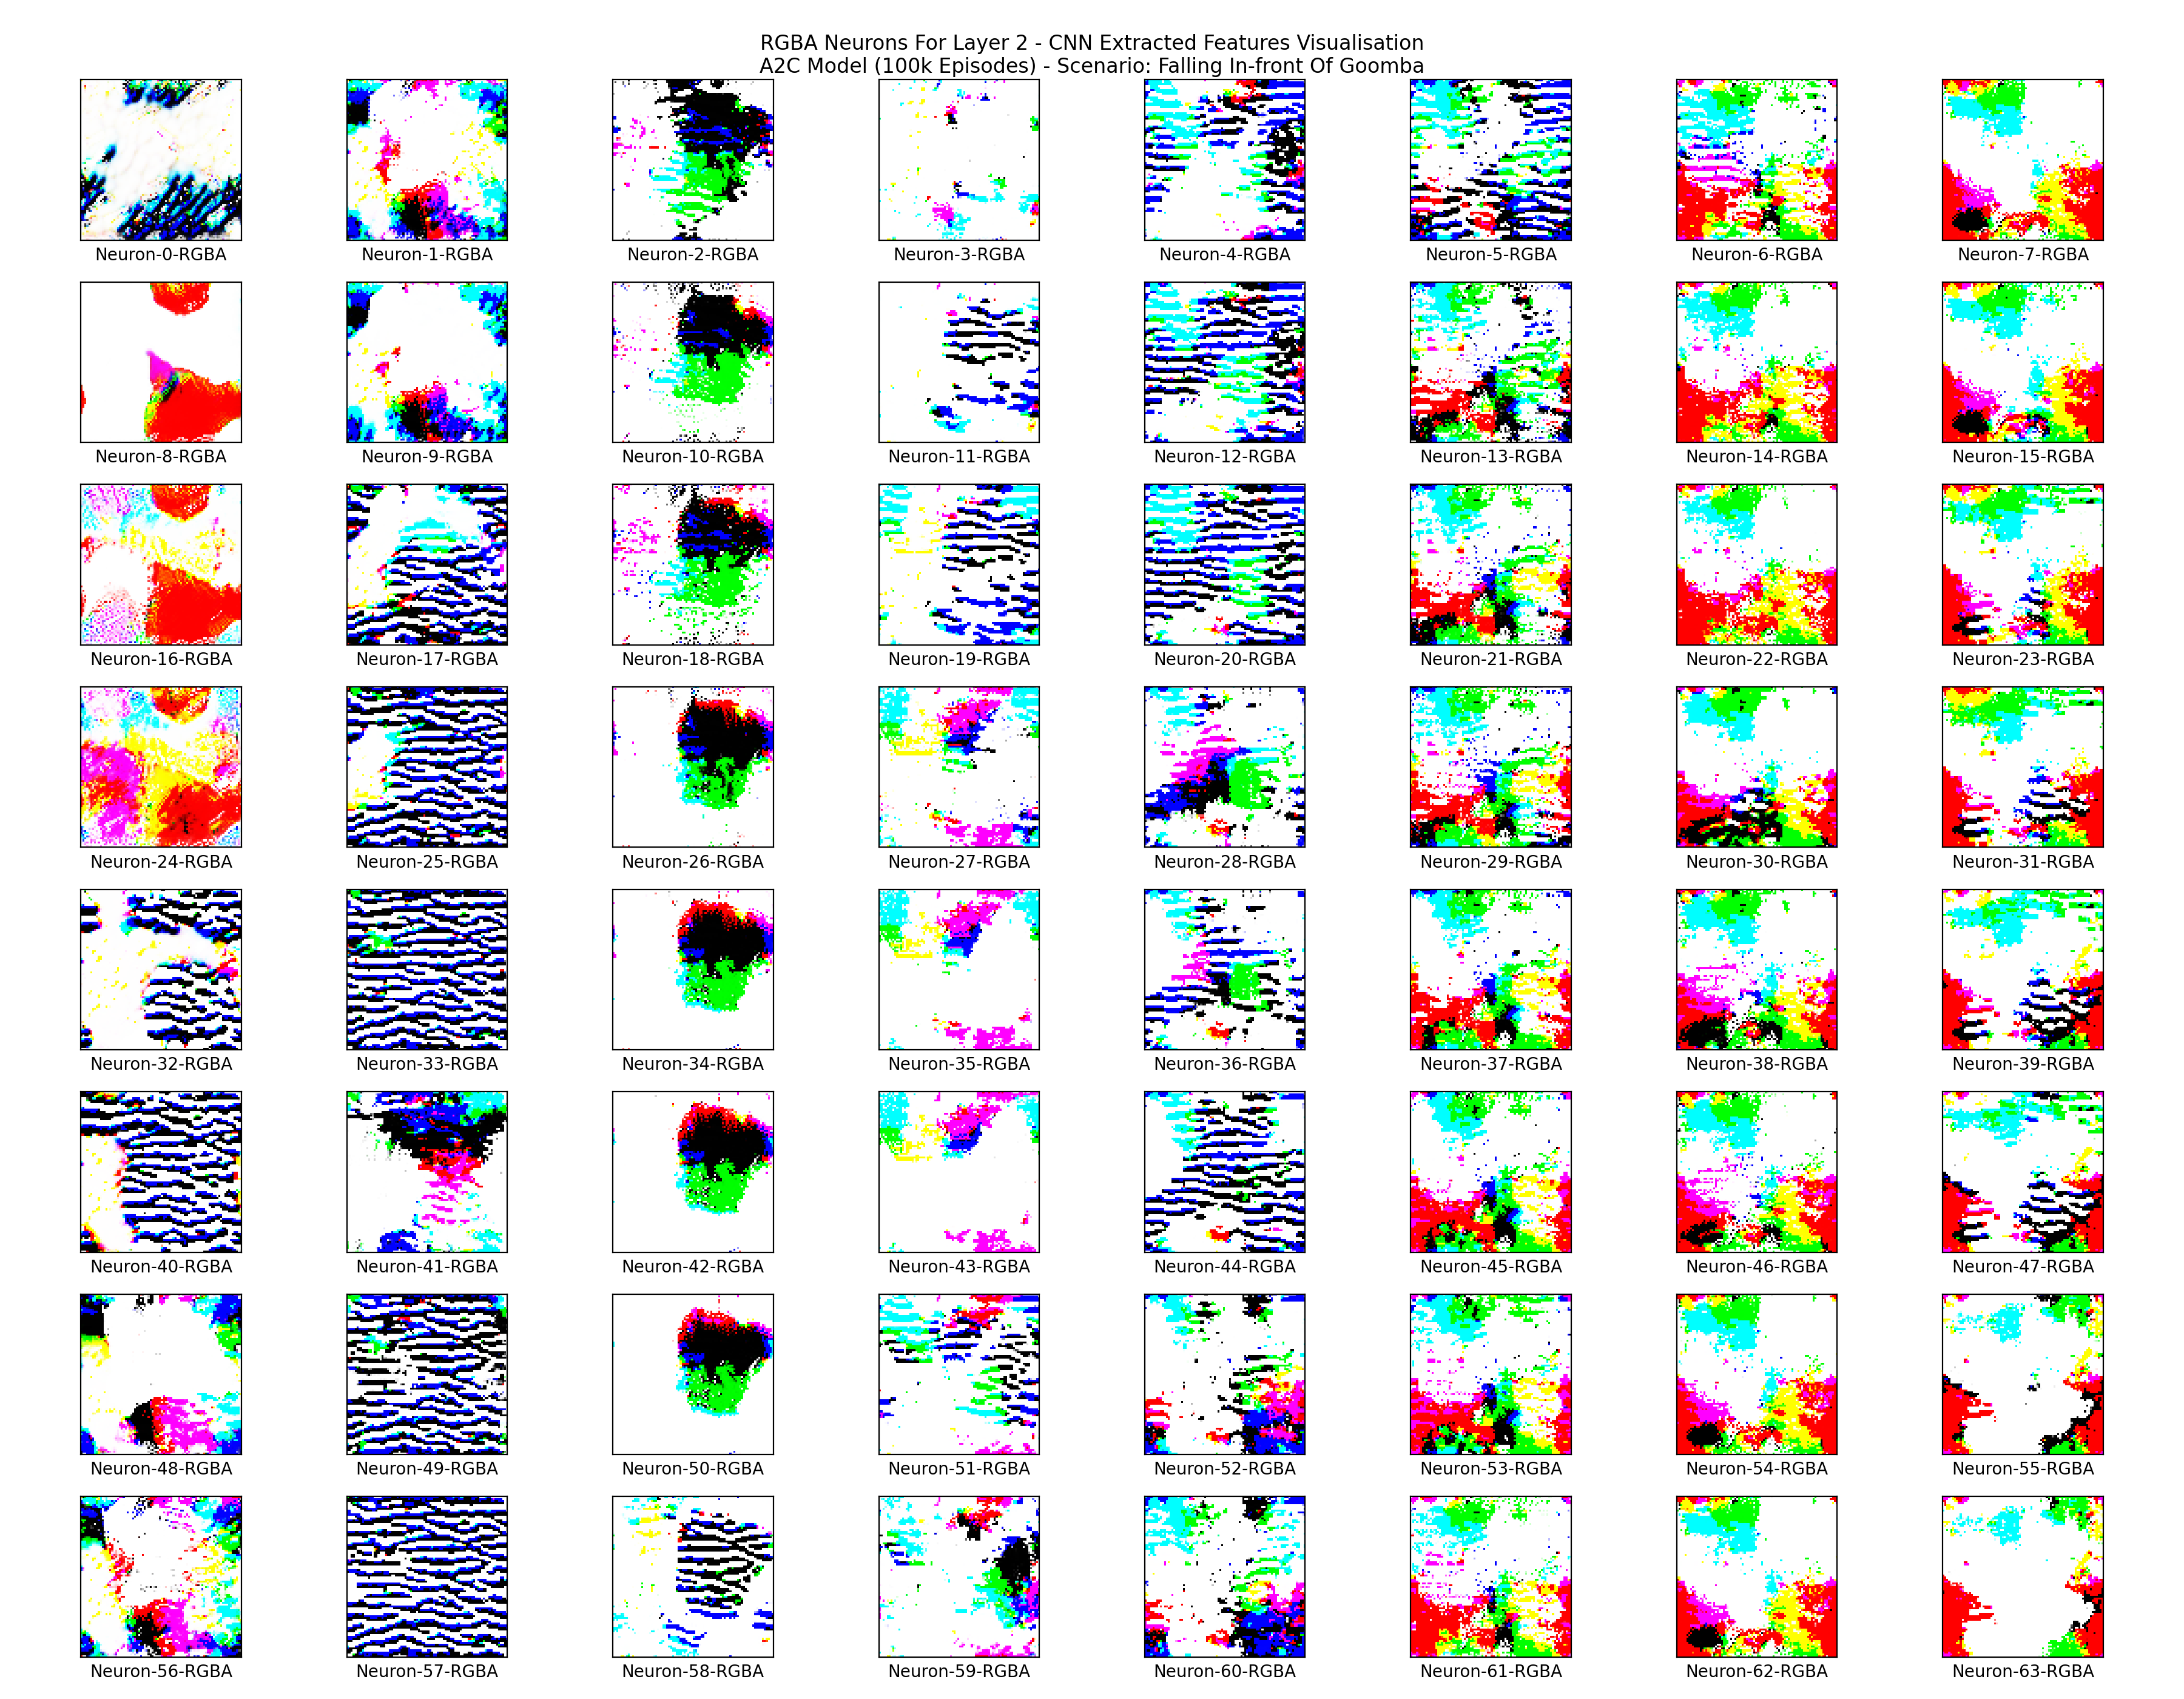 RGBA Neurons For Layer 2 - CNN Extracted Features Visualisation
A2C Model (100k Episodes) - Scenario: Falling In-front Of Goomba
Neuron-0-RGBA Neuron-1-RGBA Neuron-2-RGBA Neuron-3-RGBA Neuron-4-RGBA Neuron-5-RGBA Neuron-6-RGBA Neuron-7-RGBA
Neuron-8-RGBA Neuron-9-RGBA Neuron-10-RGBA Neuron-11-RGBA Neuron-12-RGBA Neuron-13-RGBA Neuron-14-RGBA Neuron-15-RGBA
Neuron-16-RGBA Neuron-17-RGBA Neuron-18-RGBA Neuron-19-RGBA Neuron-20-RGBA Neuron-21-RGBA Neuron-22-RGBA Neuron-23-RGBA
Neuron-24-RGBA Neuron-25-RGBA Neuron-26-RGBA Neuron-27-RGBA Neuron-28-RGBA Neuron-29-RGBA Neuron-30-RGBA Neuron-31-RGBA
Neuron-32-RGBA Neuron-33-RGBA Neuron-34-RGBA Neuron-35-RGBA Neuron-36-RGBA Neuron-37-RGBA Neuron-38-RGBA Neuron-39-RGBA
Neuron-40-RGBA Neuron-41-RGBA Neuron-42-RGBA Neuron-43-RGBA Neuron-44-RGBA Neuron-45-RGBA Neuron-46-RGBA Neuron-47-RGBA
Neuron-48-RGBA Neuron-49-RGBA Neuron-50-RGBA Neuron-51-RGBA Neuron-52-RGBA Neuron-53-RGBA Neuron-54-RGBA Neuron-55-RGBA
Neuron-56-RGBA Neuron-57-RGBA Neuron-58-RGBA Neuron-59-RGBA Neuron-60-RGBA Neuron-61-RGBA Neuron-62-RGBA Neuron-63-RGBA